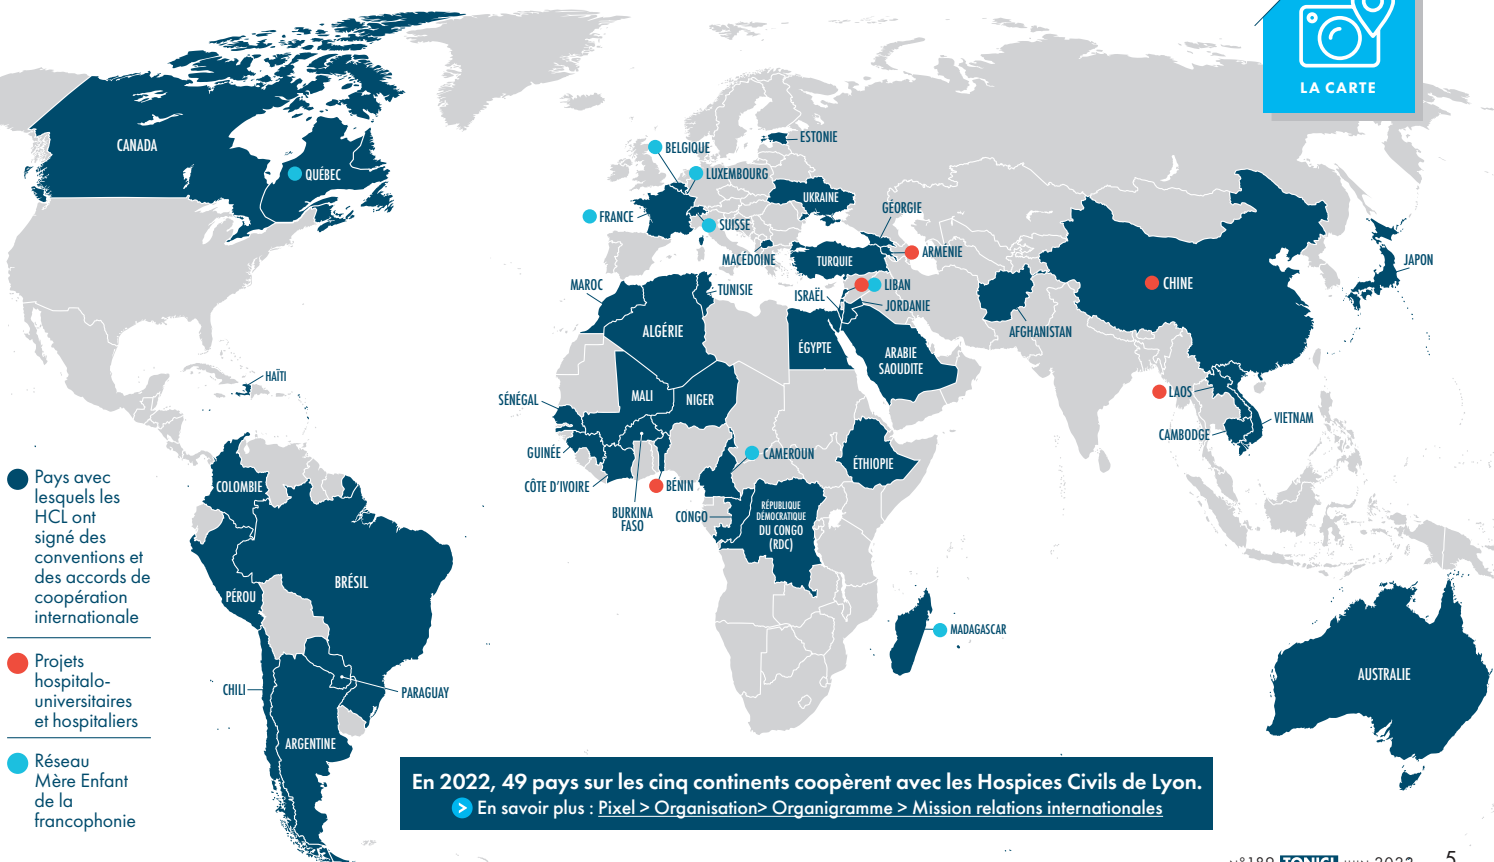 LA CARTE
CANADA
QUÉBEC
BELGIQUE
ESTONIE
LUXEMBOURG
UKRAINE
FRANCE
SUISSE
GÉORGIE
MACÉDOINE
TURQUIE
ARMÉNIE
JAPON
MAROC
TUNISIE
ISRAËL
LIBAN
CHINE
JORDANIE
ALGÉRIE
ÉGYPTE
ARABIE
SAOUDITE
AFGHANISTAN
HAÏTI
SÉNÉGAL
MALI
NIGER
LAOS
VIETNAM
CAMBODGE
GUINÉE
CAMEROUN
ÉTHIOPIE
CÔTE D'IVOIRE
BÉNIN
BURKINA
FASO
CONGO
RÉPUBLIQUE
DÉMOCRATIQUE
DU CONGO
(RDC)
COLOMBIE
BRÉSIL
PÉROU
MADAGASCAR
CHILI
PARAGUAY
ARGENTINE
AUSTRALIE
Pays avec
lesquels les
HCL ont
signé des
conventions et
des accords de
coopération
internationale
Projets
hospitalo-
universitaires
et hospitaliers
Réseau
Mère Enfant
de la
francophonie
En 2022, 49 pays sur les cinq continents coopèrent avec les Hospices Civils de Lyon.
> En savoir plus : Pixel > Organisation> Organigramme > Mission relations internationales
5